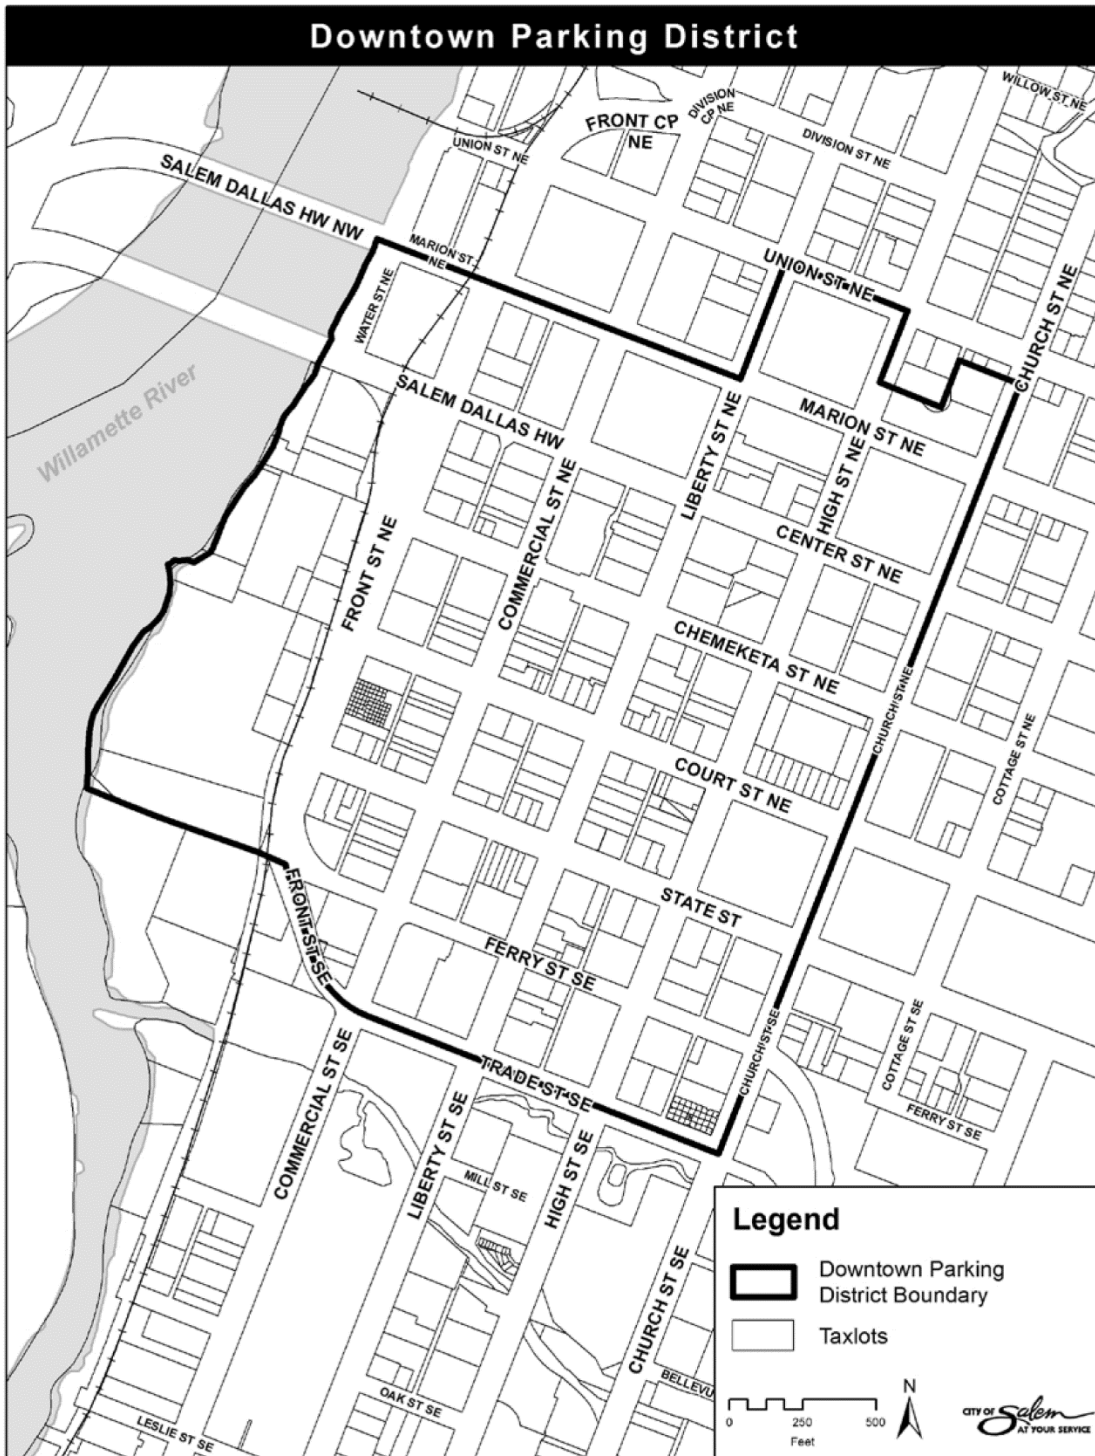 Downtown Parking District
WILLOW ST NE
DIVISION
CP NE
FRONT CP
NE
DIVISION ST NE
UNION ST NE
SALEM DALLAS HW NW
MARION ST
NE
UNION ST NE
CHURCH ST NE
WATER ST NE
Willamette River
SALEM DALLAS HW
MARION ST NE
LIBERTY ST NE
HIGH ST NE
COMMERCIAL ST NE
CENTER ST NE
FRONT ST NE
CHEMEKETA ST NE
CHURCH ST NE
COTTAGE ST NE
COURT ST NE
STATE ST
FRONT ST SE
FERRY ST SE
CHURCH ST SE
COTTAGE ST SE
TRADE ST SE
FERRY ST SE
COMMERCIAL ST SE
LIBERTY ST SE
MILL ST SE
HIGH ST SE
CHURCH ST SE
BELLEVU
OAK ST SE
LESLIE ST SE
Legend
Downtown Parking
District Boundary
Taxlots
N
0 250 500
Feet
CITY OF Salem
AT YOUR SERVICE